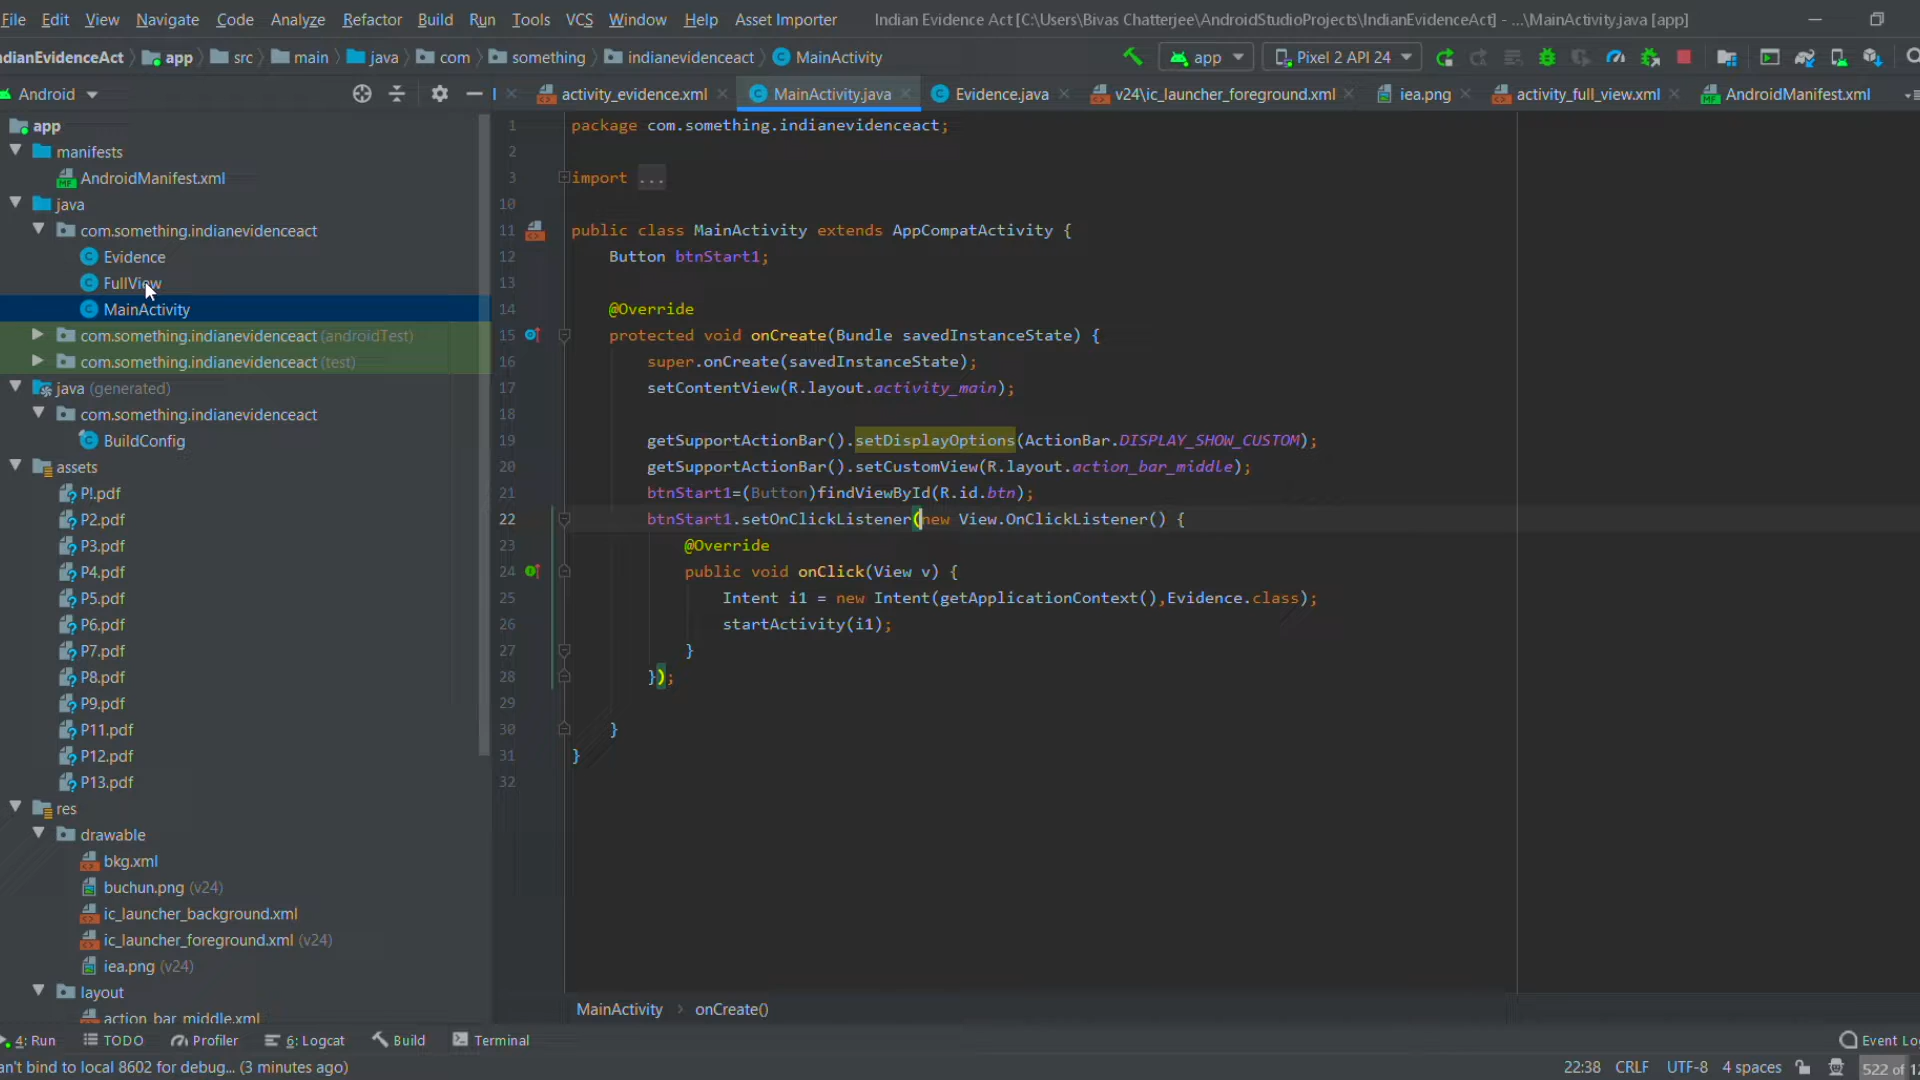 File Edit View Navigate Code Analyze Refactor Build Run Tools VCS Window Help Asset Importer Indian Evidence Act [C:\Users\Bivas Chatterjee\AndroidStudioProjects\IndianEvidenceAct] - ...\MainActivity.java [app]
ndianEvidenceAct app src main java com something indianevidenceact MainActivity app Pixel 2 API 24
Android activity_evidence.xml MainActivity.java Evidence.java v24\ic_launcher_foreground.xml iea.png activity_full_view.xml AndroidManifest.xml
app
manifests
AndroidManifest.xml
java
com.something.indianevidenceact
Evidence
FullView
MainActivity
com.something.indianevidenceact (androidTest)
com.something.indianevidenceact (test)
java (generated)
com.something.indianevidenceact
BuildConfig
assets
P!.pdf
P2.pdf
P3.pdf
P4.pdf
P5.pdf
P6.pdf
P7.pdf
P8.pdf
P9.pdf
P11.pdf
P12.pdf
P13.pdf
res
drawable
bkg.xml
buchun.png (v24)
ic_launcher_background.xml
ic_launcher_foreground.xml (v24)
iea.png (v24)
layout
action_bar_middle.xml
1 package com.something.indianevidenceact;
2
3 import ...
10
11 public class MainActivity extends AppCompatActivity {
12 Button btnStart1;
13
14 @Override
15 protected void onCreate(Bundle savedInstanceState) {
16 super.onCreate(savedInstanceState);
17 setContentView(R.layout.activity_main);
18
19 getSupportActionBar().setDisplayOptions(ActionBar.DISPLAY_SHOW_CUSTOM);
20 getSupportActionBar().setCustomView(R.layout.action_bar_middle);
21 btnStart1=(Button)findViewById(R.id.btn);
22 btnStart1.setOnClickListener(new View.OnClickListener() {
23 @Override
24 public void onClick(View v) {
25 Intent i1 = new Intent(getApplicationContext(),Evidence.class);
26 startActivity(i1);
27 }
28 });
29
30 }
31 }
32
MainActivity onCreate()
4: Run TODO Profiler 6: Logcat Build Terminal Event Lo
an't bind to local 8602 for debug... (3 minutes ago) 22:38 CRLF UTF-8 4 spaces 522 of 1